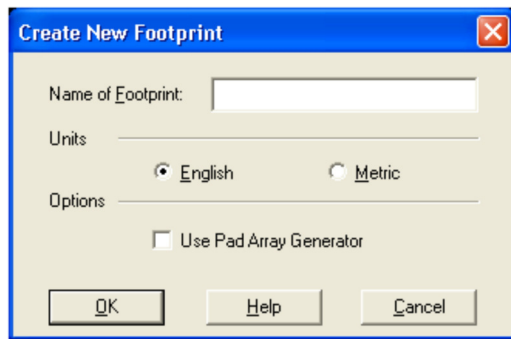 Create New Footprint
Name of Footprint:
Units
English Metric
Options
Use Pad Array Generator
OK Help Cancel